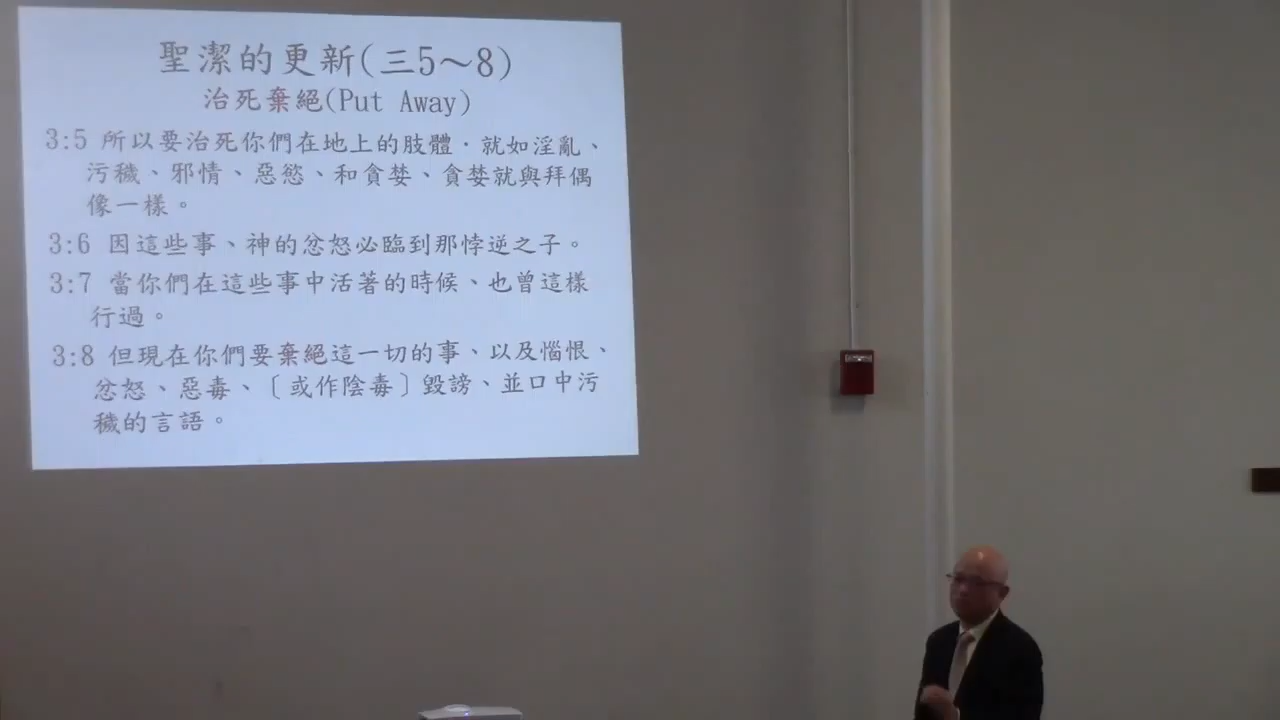 聖潔的更新(三5～8)
治死棄絕(Put Away)
3:5 所以要治死你們在地上的肢體．就如淫亂、
污穢、邪情、惡慾、和貪婪、貪婪就與拜偶
像一樣。
3:6 因這些事、神的忿怒必臨到那悖逆之子。
3:7 當你們在這些事中活著的時候、也曾這樣
行過。
3:8 但現在你們要棄絕這一切的事、以及惱恨、
忿怒、惡毒、〔或作陰毒〕毀謗、並口中污
穢的言語。